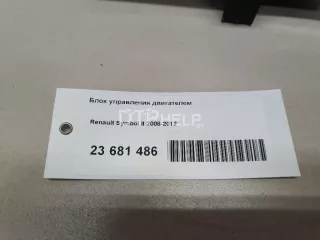 Блок управления двигателем
Renault Symbol II 2008-2012
23 681 486